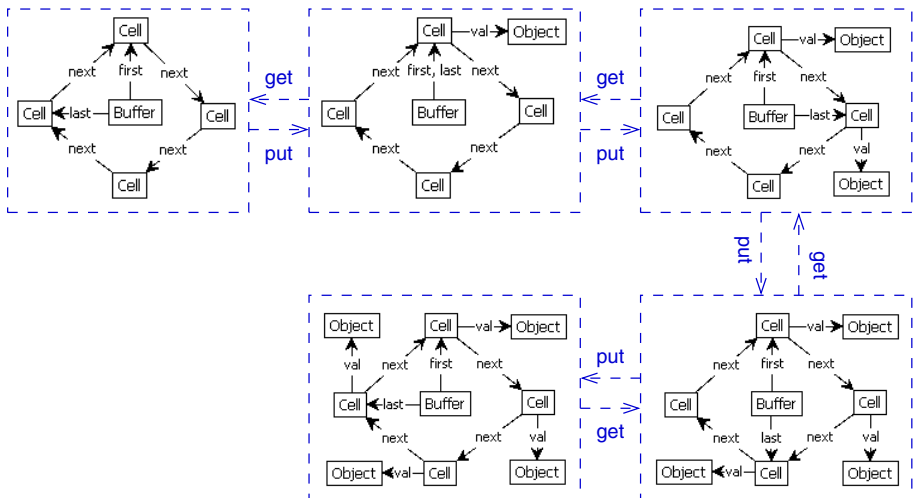 Cell
next
first
next
Cell
last
Buffer
Cell
next
next
Cell
get
put
Cell
val
Object
next
first, last
next
Cell
Buffer
Cell
next
next
Cell
get
put
Cell
val
Object
next
first
next
Cell
Buffer
last
Cell
next
next
val
Cell
Object
put
get
Object
Cell
val
Object
val
next
first
next
Cell
last
Buffer
Cell
next
next
val
Object
val
Cell
Object
put
get
Cell
val
Object
next
first
next
Cell
Buffer
Cell
next
last
next
val
Object
val
Cell
Object